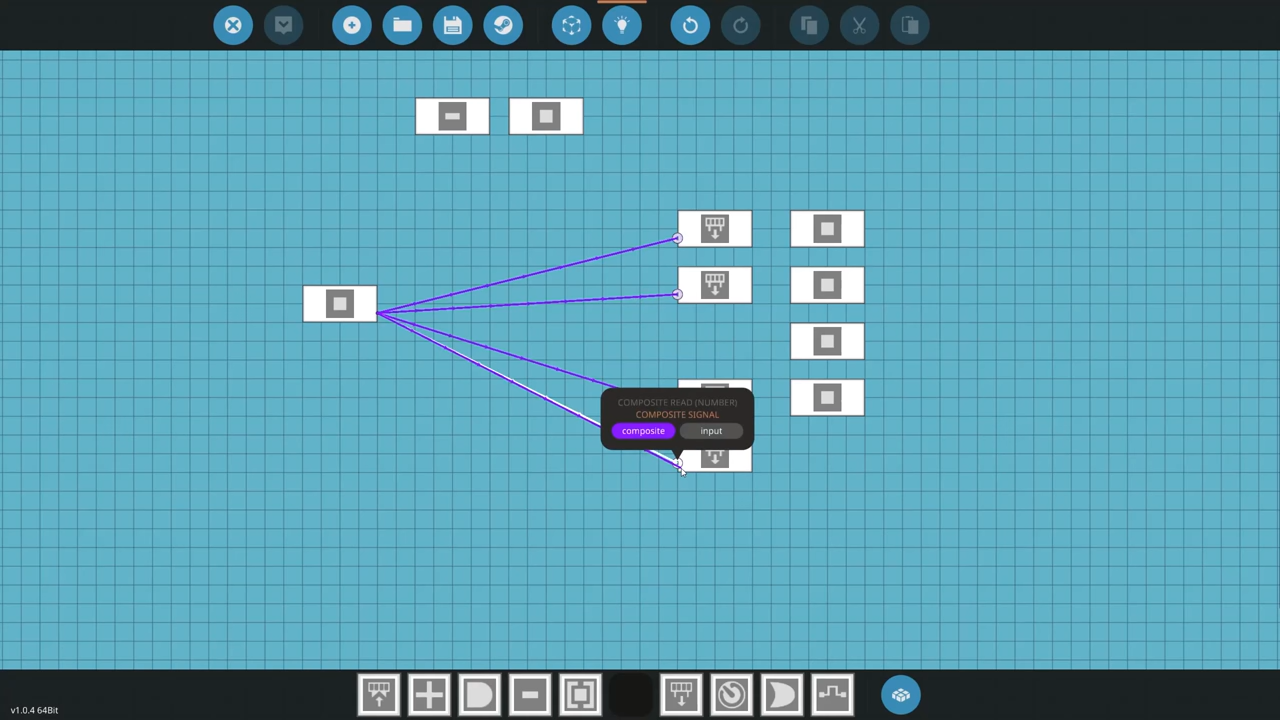 COMPOSITE READ (NUMBER)
COMPOSITE SIGNAL
composite input
v1.0.4 64Bit